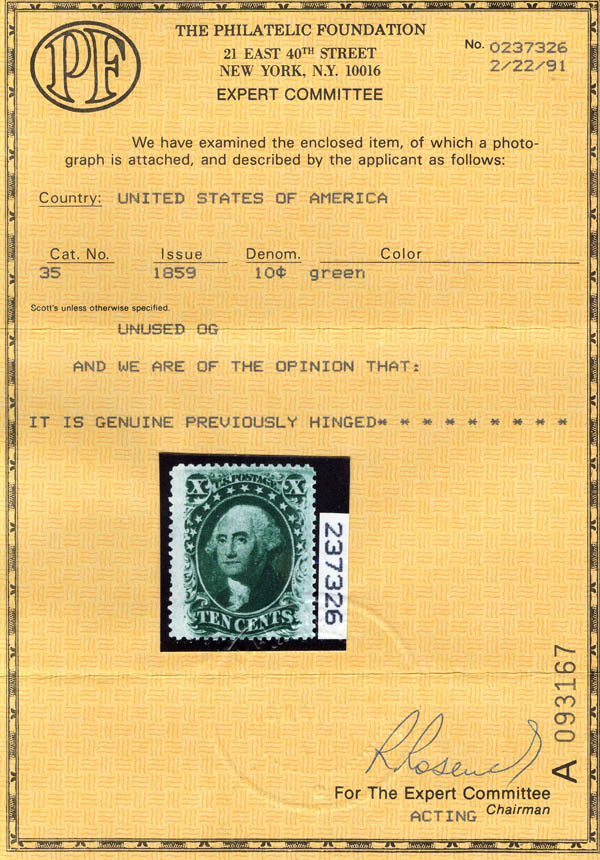 PF
THE PHILATELIC FOUNDATION
21 EAST 40TH STREET
NEW YORK, N.Y. 10016
EXPERT COMMITTEE
No. 0237326
2/22/91
We have examined the enclosed item, of which a photo-
graph is attached, and described by the applicant as follows:
Country: UNITED STATES OF AMERICA
Cat. No. Issue Denom. Color
35 1859 10¢ green
Scott's unless otherwise specified.
UNUSED OG
AND WE ARE OF THE OPINION THAT:
IT IS GENUINE PREVIOUSLY HINGED* * * * * * * * *
X U.S. POSTAGE X
TEN CENTS
237326
A 093167
For The Expert Committee
Chairman
ACTING